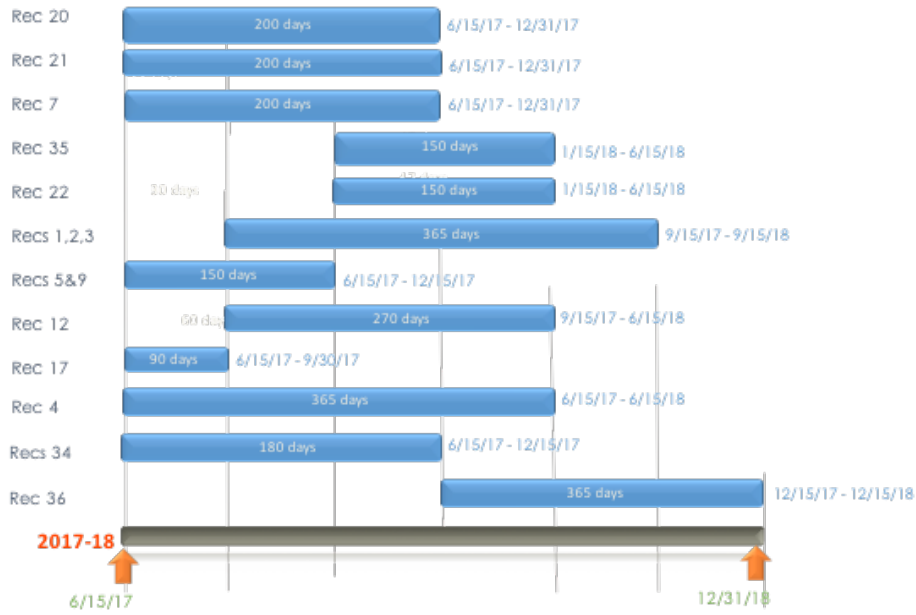 Rec 20 200 days 6/15/17 - 12/31/17
Rec 21 200 days 6/15/17 - 12/31/17
Rec 7 200 days 6/15/17 - 12/31/17
Rec 35 150 days 1/15/18 - 6/15/18
Rec 22 150 days 1/15/18 - 6/15/18
Recs 1,2,3 365 days 9/15/17 - 9/15/18
Recs 5&9 150 days 6/15/17 - 12/15/17
Rec 12 270 days 9/15/17 - 6/15/18
Rec 17 90 days 6/15/17 - 9/30/17
Rec 4 365 days 6/15/17 - 6/15/18
Recs 34 180 days 6/15/17 - 12/15/17
Rec 36 365 days 12/15/17 - 12/15/18
2017-18
6/15/17 12/31/18